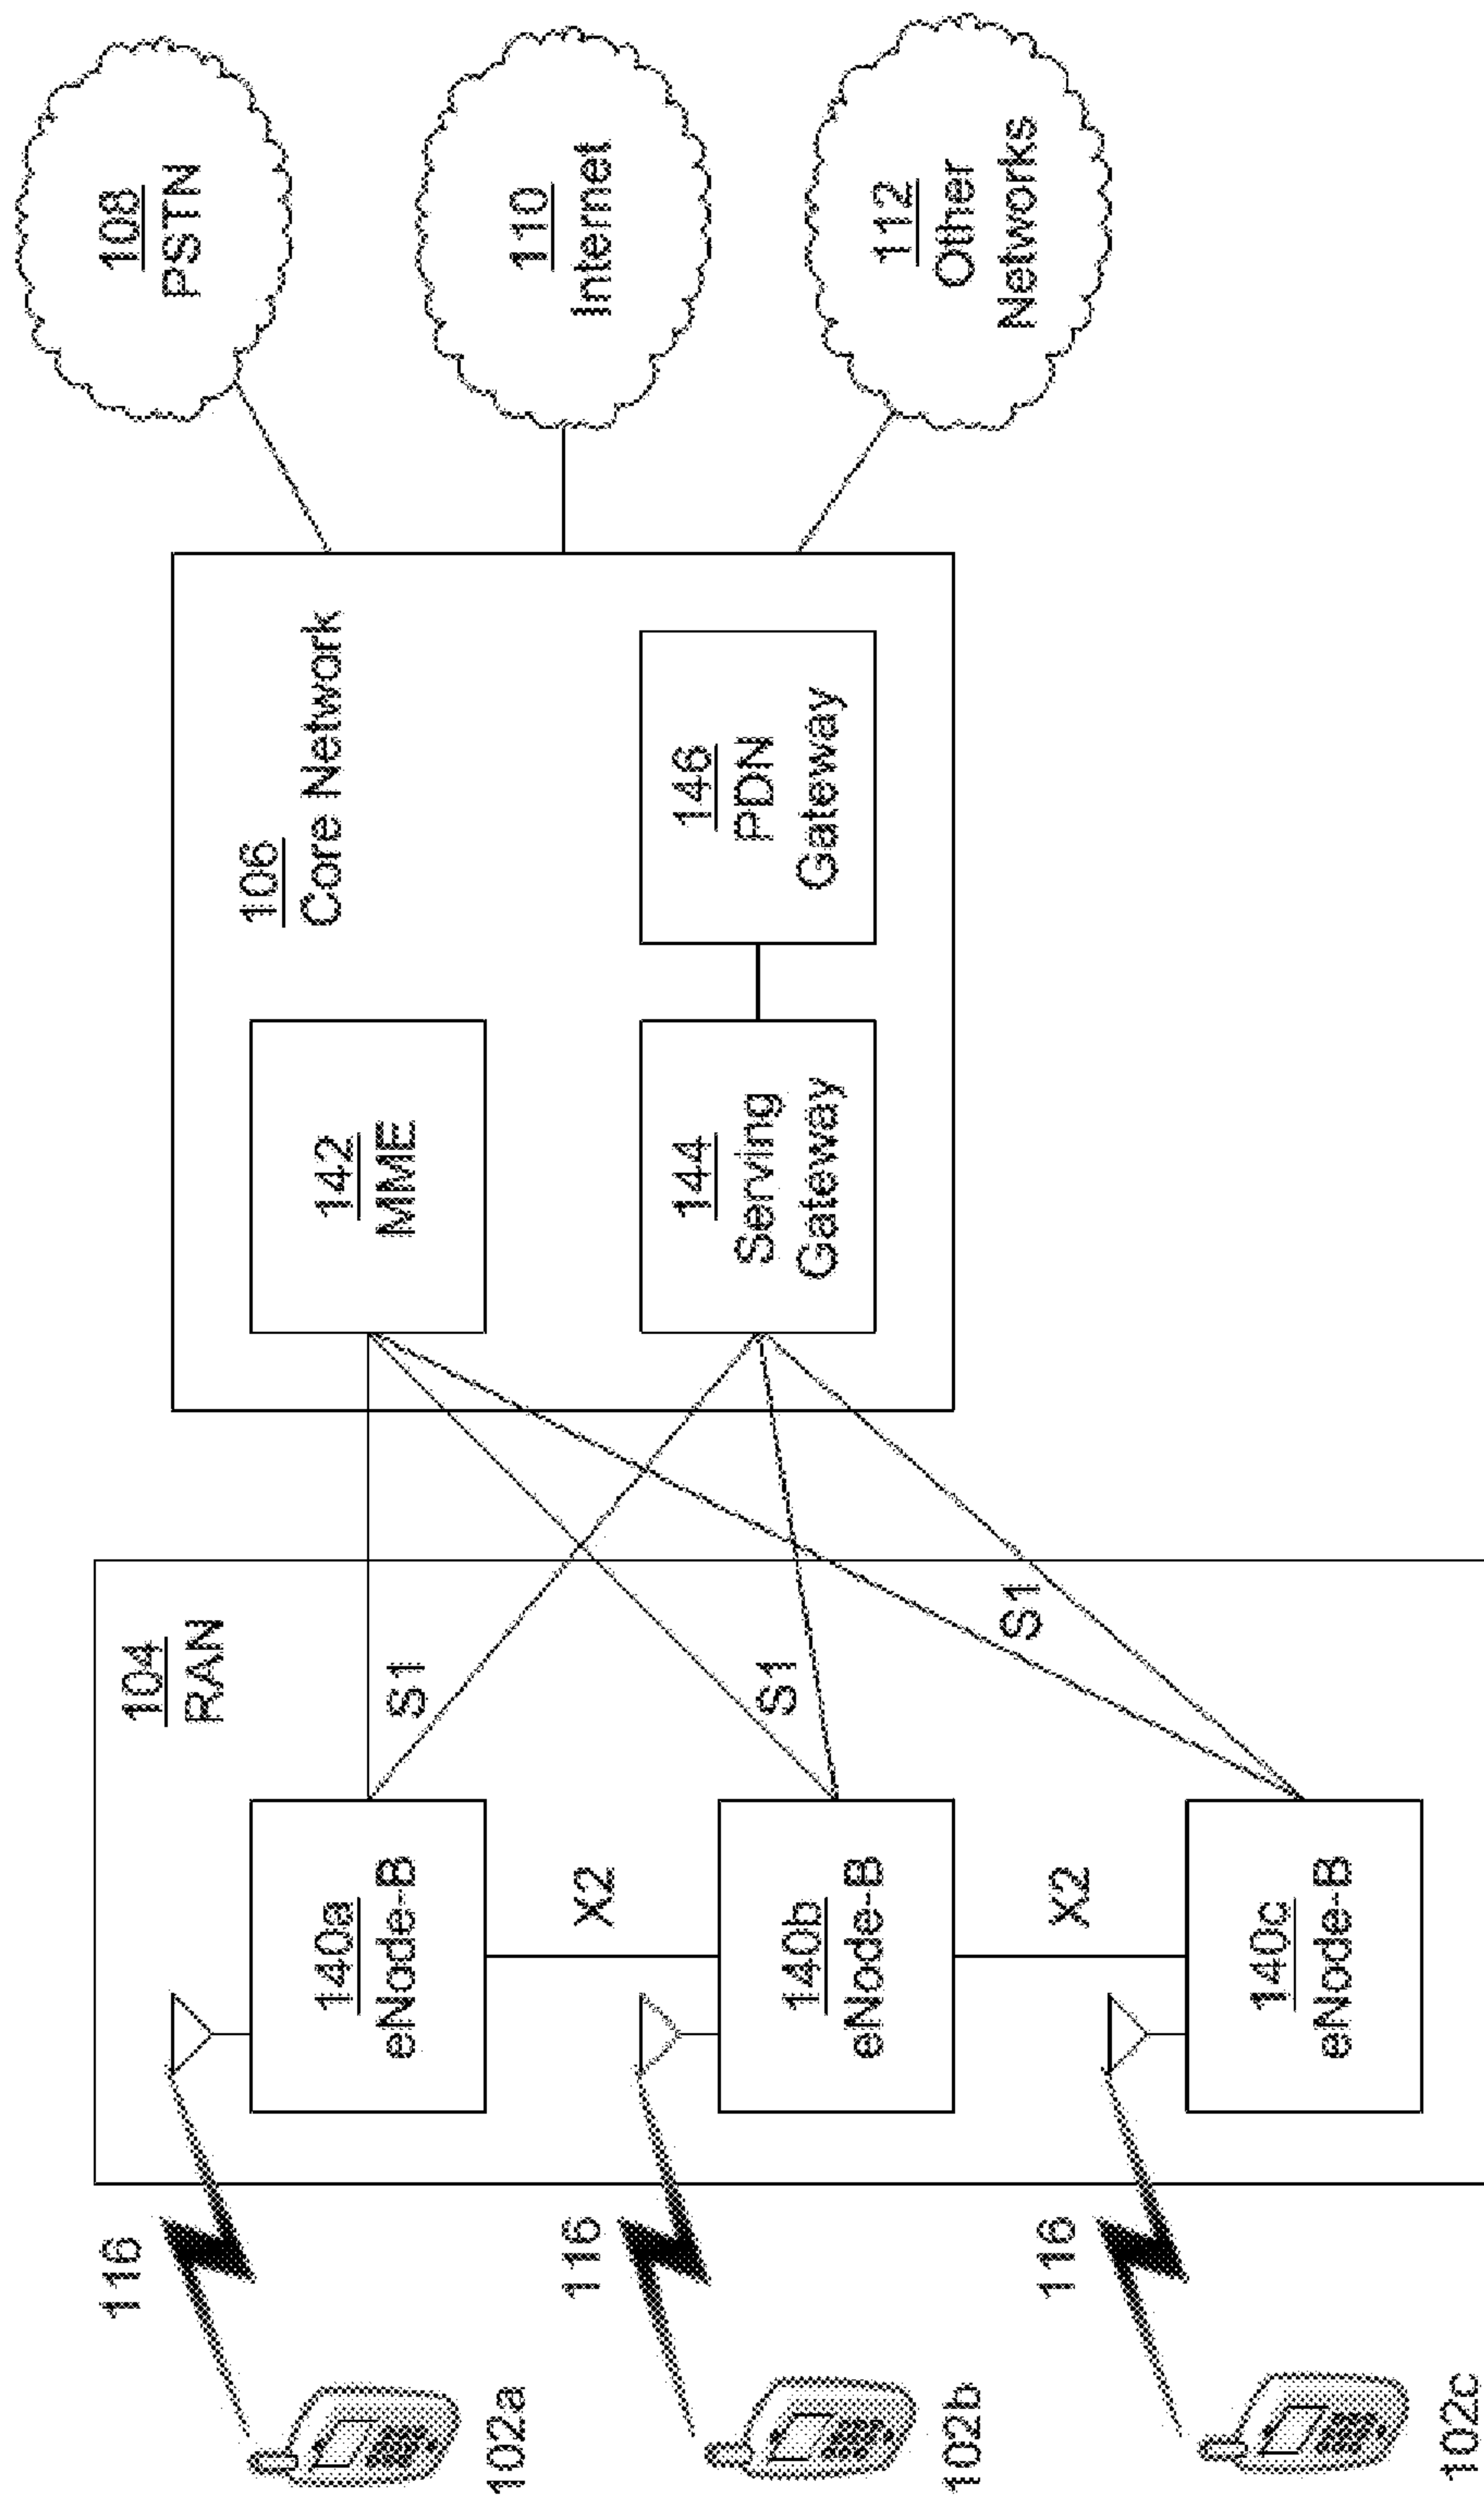 116
102a
116
102b
116
102c
104
RAN
140a
eNode-B
X2
140b
eNode-B
X2
140c
eNode-B
S1
S1
S1
106
Core Network
142
MME
144
Serving
Gateway
146
PDN
Gateway
108
PSTN
110
Internet
112
Other
Networks